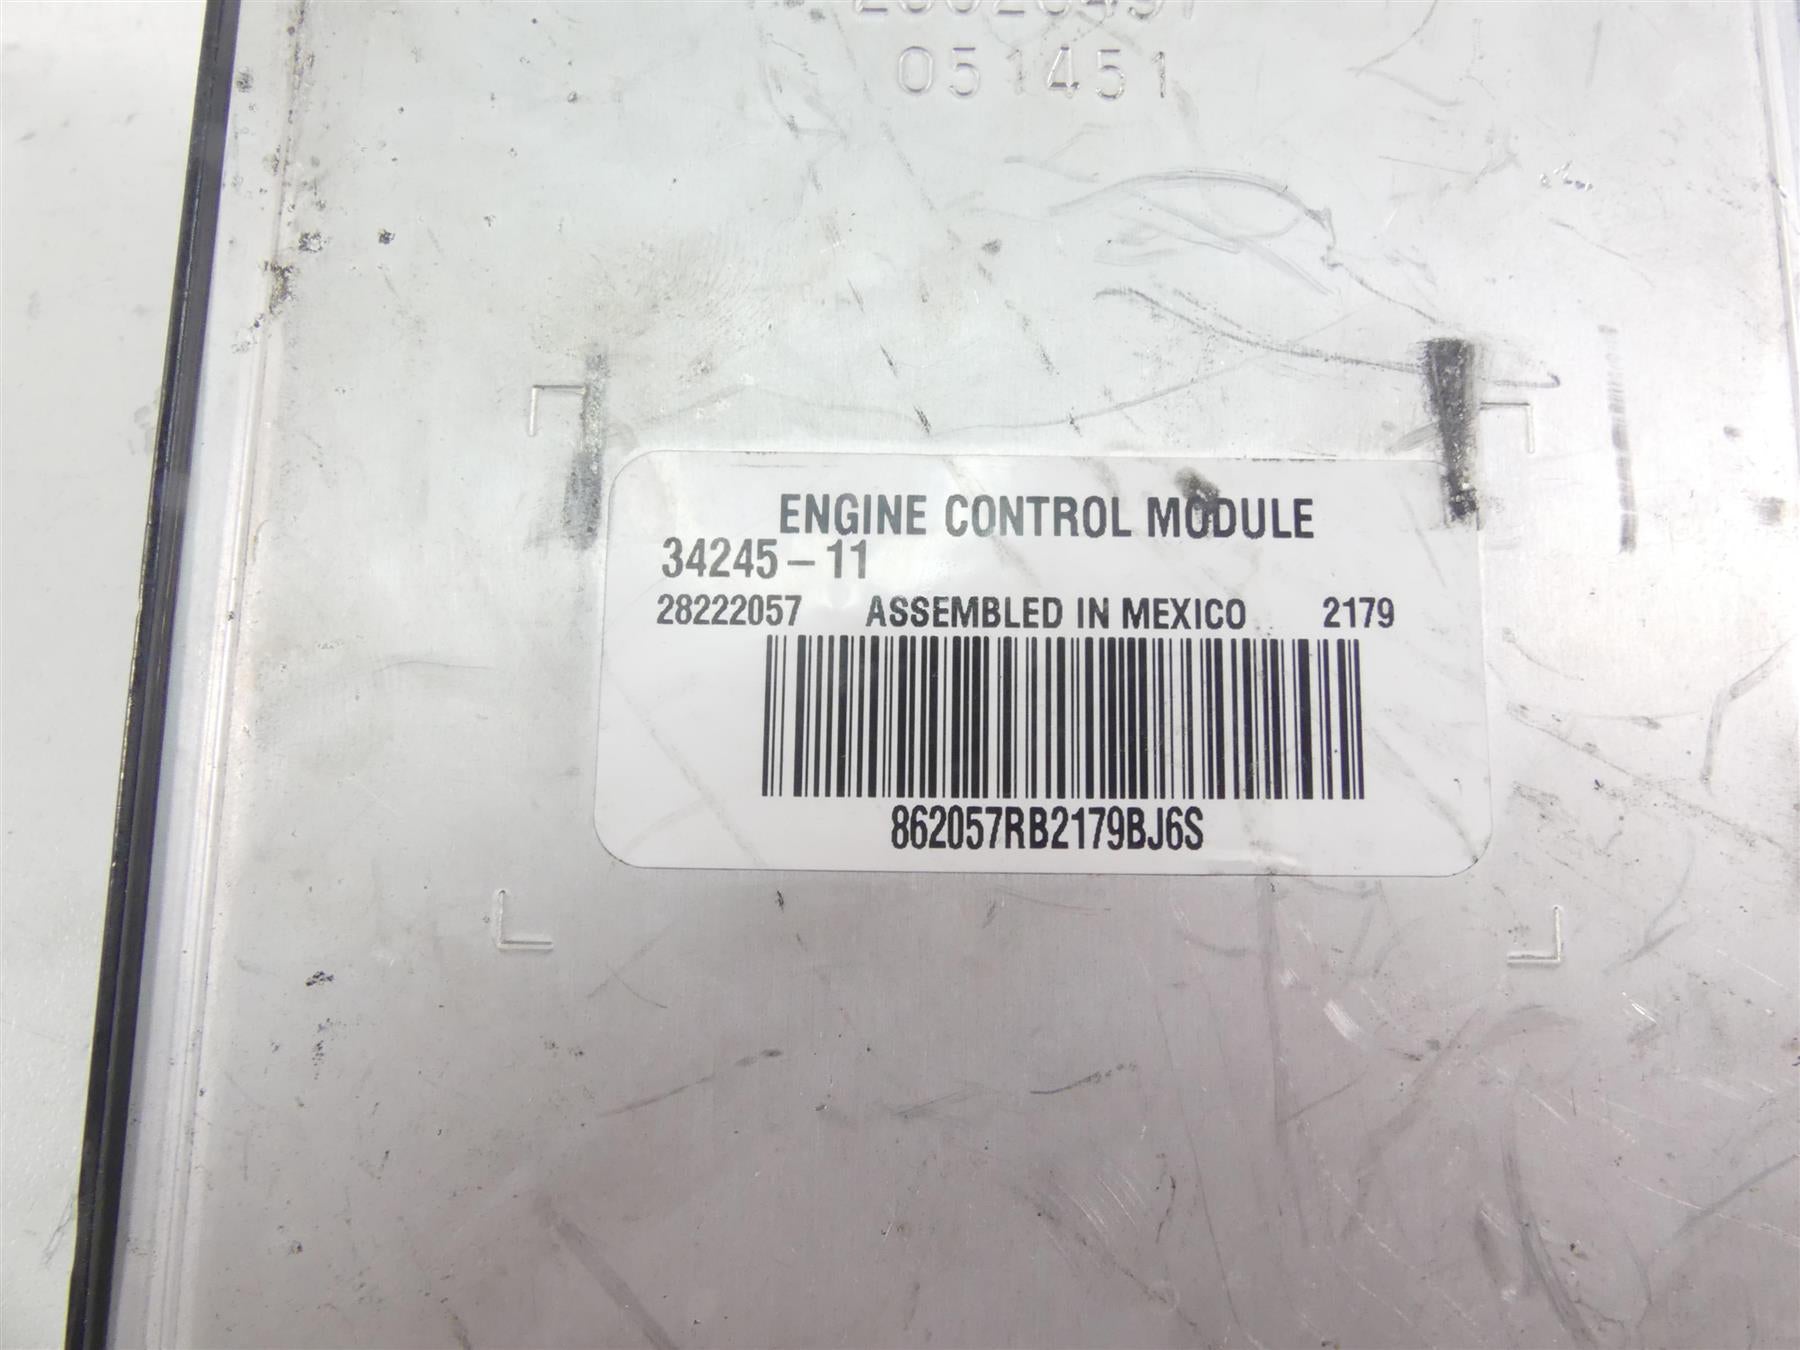 051451
ENGINE CONTROL MODULE
34245-11
28222057 ASSEMBLED IN MEXICO 2179
862057RB2179BJ6S